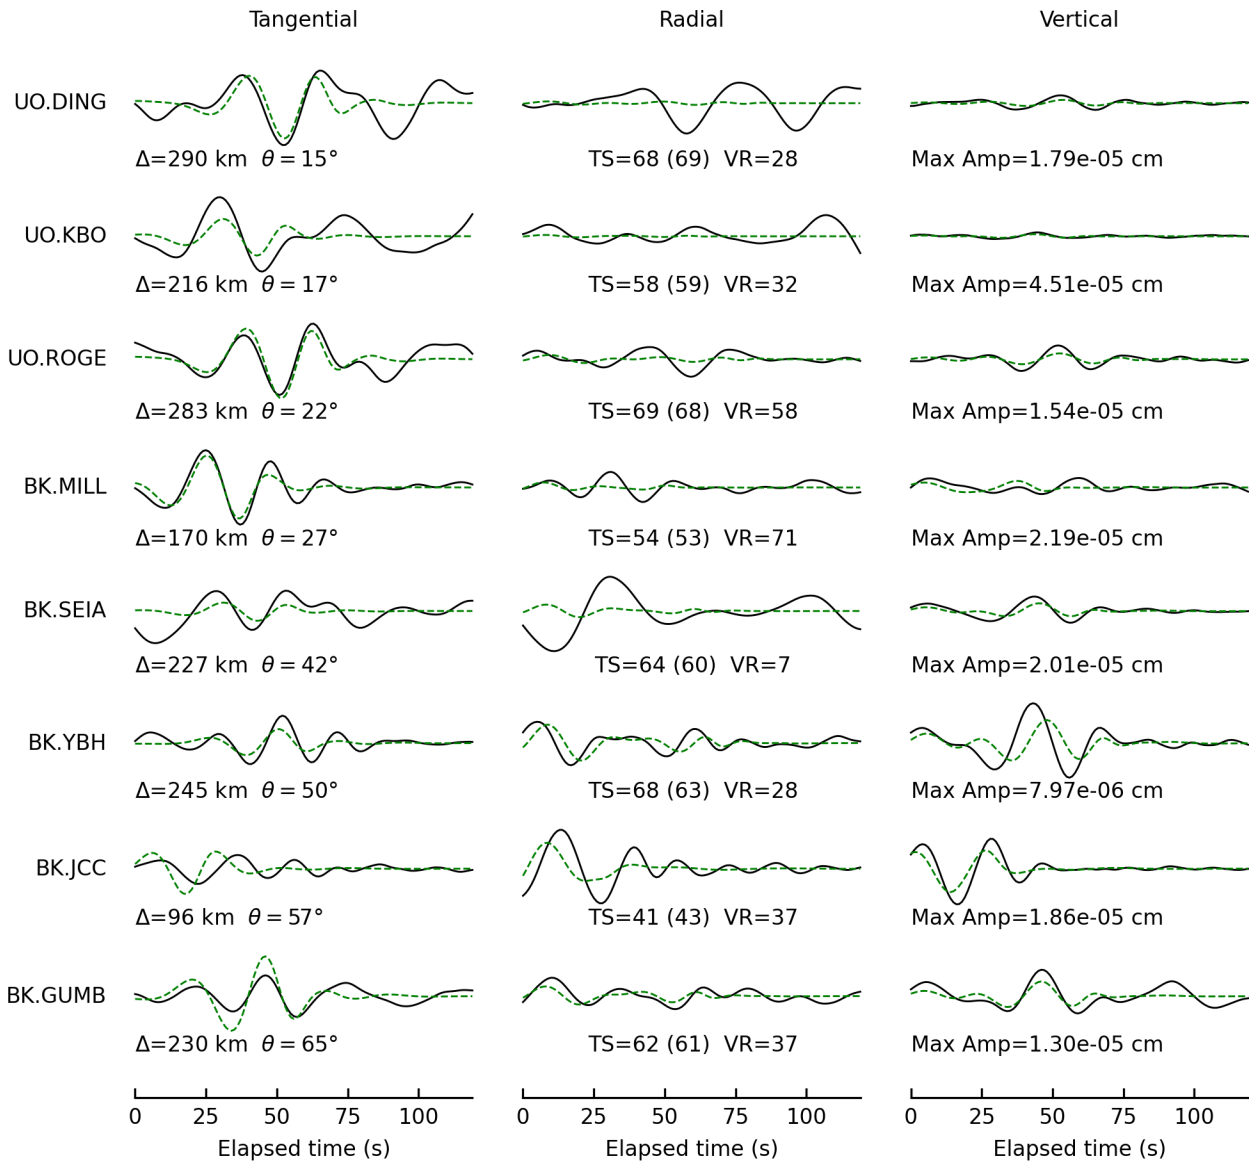 Tangential Radial Vertical
UO.DING
Δ=290 km θ = 15° TS=68 (69) VR=28 Max Amp=1.79e-05 cm
UO.KBO
Δ=216 km θ = 17° TS=58 (59) VR=32 Max Amp=4.51e-05 cm
UO.ROGE
Δ=283 km θ = 22° TS=69 (68) VR=58 Max Amp=1.54e-05 cm
BK.MILL
Δ=170 km θ = 27° TS=54 (53) VR=71 Max Amp=2.19e-05 cm
BK.SEIA
Δ=227 km θ = 42° TS=64 (60) VR=7 Max Amp=2.01e-05 cm
BK.YBH
Δ=245 km θ = 50° TS=68 (63) VR=28 Max Amp=7.97e-06 cm
BK.JCC
Δ=96 km θ = 57° TS=41 (43) VR=37 Max Amp=1.86e-05 cm
BK.GUMB
Δ=230 km θ = 65° TS=62 (61) VR=37 Max Amp=1.30e-05 cm
0 25 50 75 100 0 25 50 75 100 0 25 50 75 100
Elapsed time (s) Elapsed time (s) Elapsed time (s)